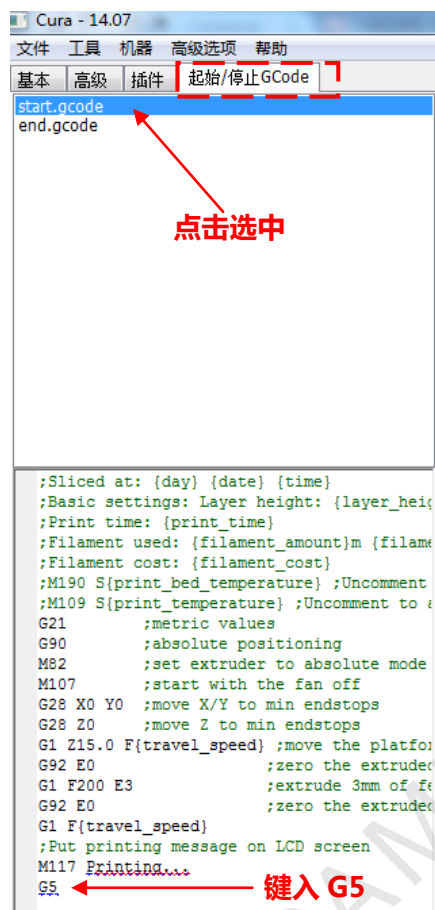 Cura - 14.07
文件 工具 机器 高级选项 帮助
基本 高级 插件 起始/停止GCode
start.gcode
end.gcode
点击选中
;Sliced at: {day} {date} {time}
;Basic settings: Layer height: {layer_heig
;Print time: {print_time}
;Filament used: {filament_amount}m {filame
;Filament cost: {filament_cost}
;M190 S{print_bed_temperature} ;Uncomment
;M109 S{print_temperature} ;Uncomment to a
G21 ;metric values
G90 ;absolute positioning
M82 ;set extruder to absolute mode
M107 ;start with the fan off
G28 X0 Y0 ;move X/Y to min endstops
G28 Z0 ;move Z to min endstops
G1 Z15.0 F{travel_speed} ;move the platfor
G92 E0 ;zero the extruded
G1 F200 E3 ;extrude 3mm of fe
G92 E0 ;zero the extruded
G1 F{travel_speed}
;Put printing message on LCD screen
M117 Printing...
G5
键入 G5